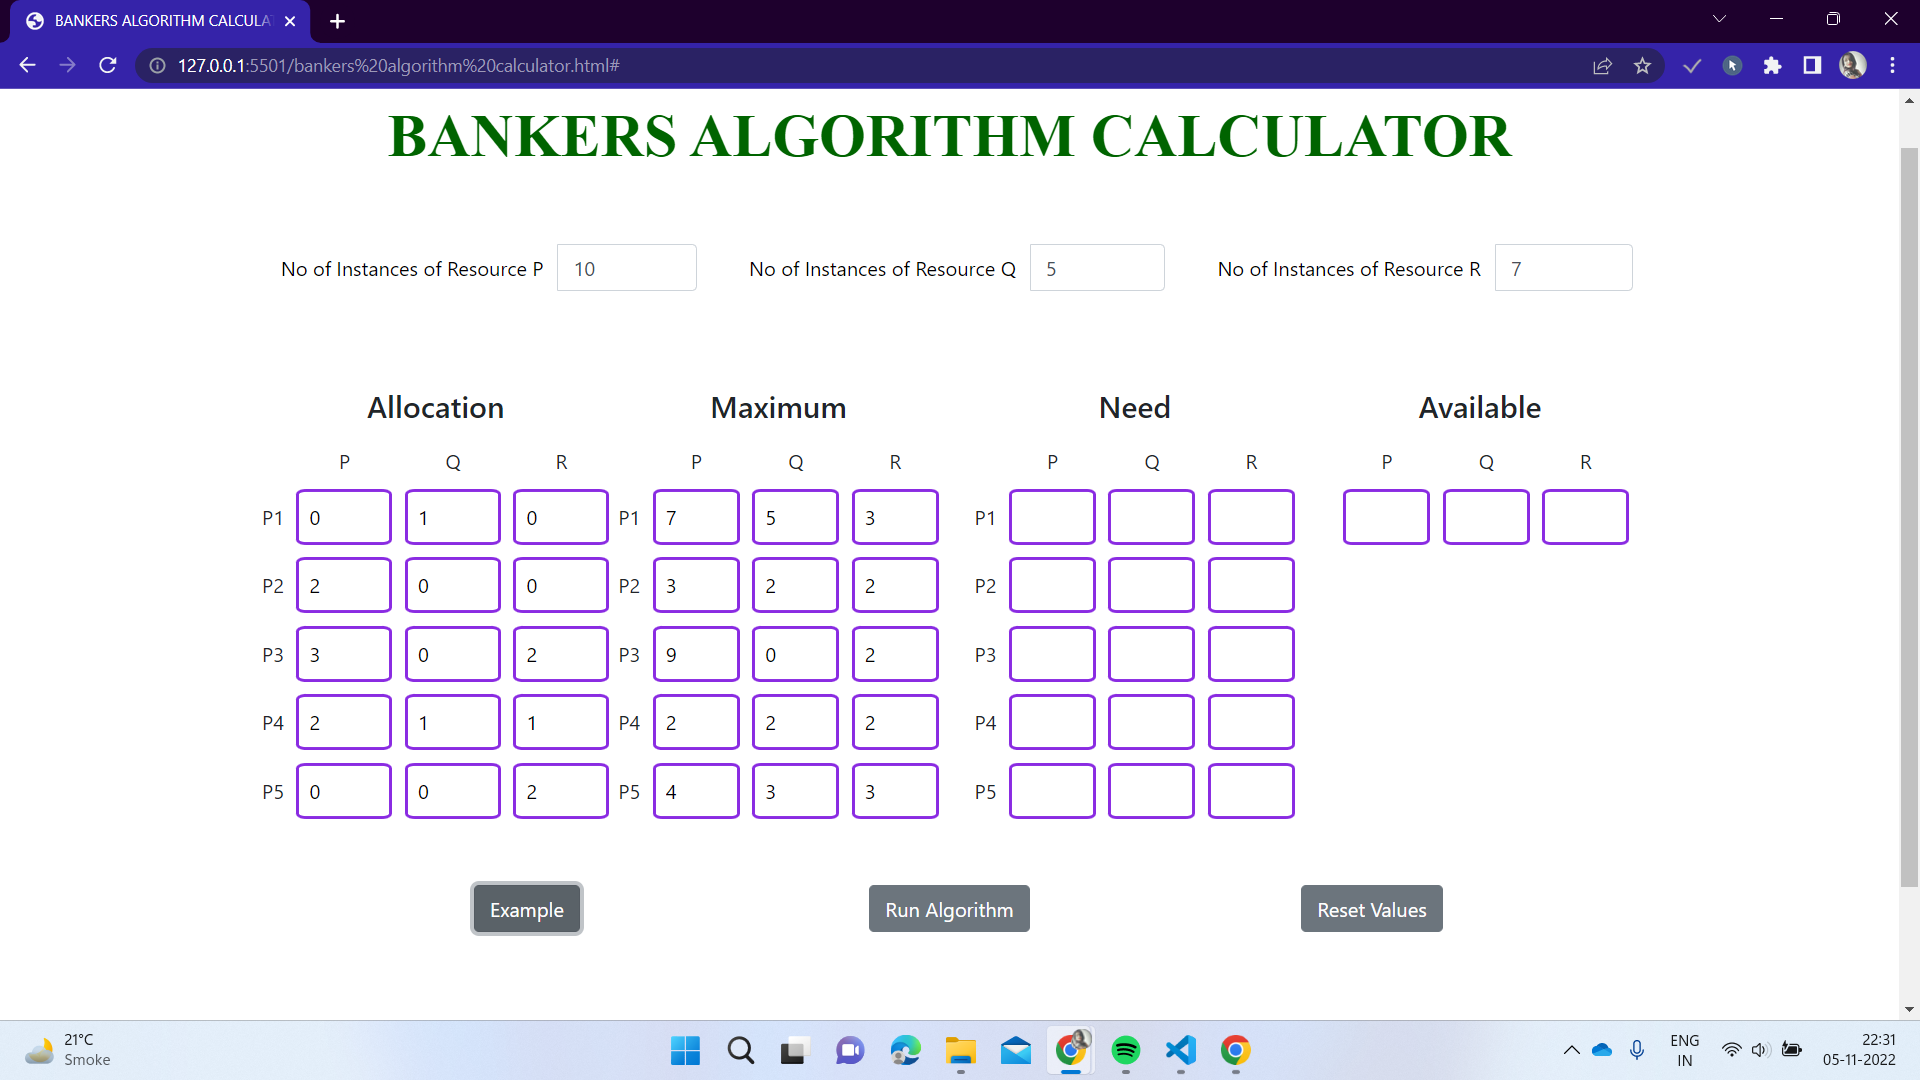 BANKERS ALGORITHM CALCULA
127.0.0.1:5501/bankers%20algorithm%20calculator.html#
BANKERS ALGORITHM CALCULATOR
No of Instances of Resource P 10 No of Instances of Resource Q 5 No of Instances of Resource R 7
Allocation Maximum Need Available
P Q R P Q R P Q R P Q R
P1 0 1 0 P1 7 5 3 P1
P2 2 0 0 P2 3 2 2 P2
P3 3 0 2 P3 9 0 2 P3
P4 2 1 1 P4 2 2 2 P4
P5 0 0 2 P5 4 3 3 P5
Example Run Algorithm Reset Values
21°C
Smoke
ENG
IN
22:31
05-11-2022